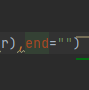 r), end="")